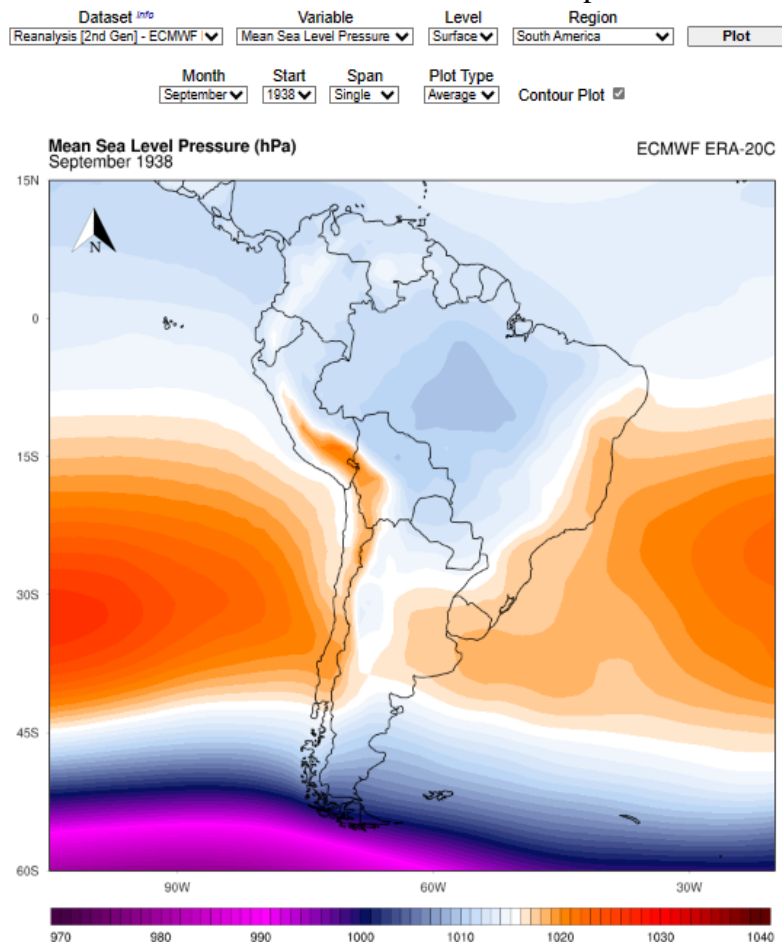 Dataset info Variable Level Region
Reanalysis [2nd Gen] - ECMWF Mean Sea Level Pressure Surface South America Plot
Month Start Span Plot Type
September 1938 Single Average Contour Plot
Mean Sea Level Pressure (hPa)
September 1938 ECMWF ERA-20C
15N
N
0
15S
30S
45S
60S
90W 60W 30W
970 980 990 1000 1010 1020 1030 1040